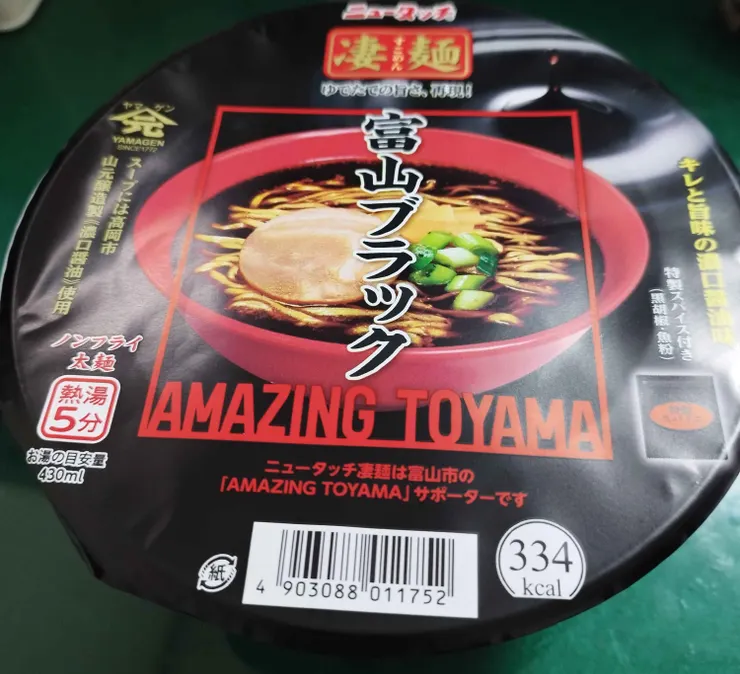 ニュータッチ
凄麺
すごめん
ゆでたての旨さ、再現!
ヤマゲン
元
YAMAGEN
SINCE1772
スープには高岡市
山元醸造製「濃口醤油」使用
富山ブラック
キレと旨味の濃口醤油味
特製スパイス付き
(黒胡椒・魚粉)
ノンフライ
太麺
熱湯
5分
お湯の目安量
430ml
AMAZING TOYAMA
ニュータッチ凄麺は富山市の
「AMAZING TOYAMA」サポーターです
紙
4 903088 011752
334
kcal